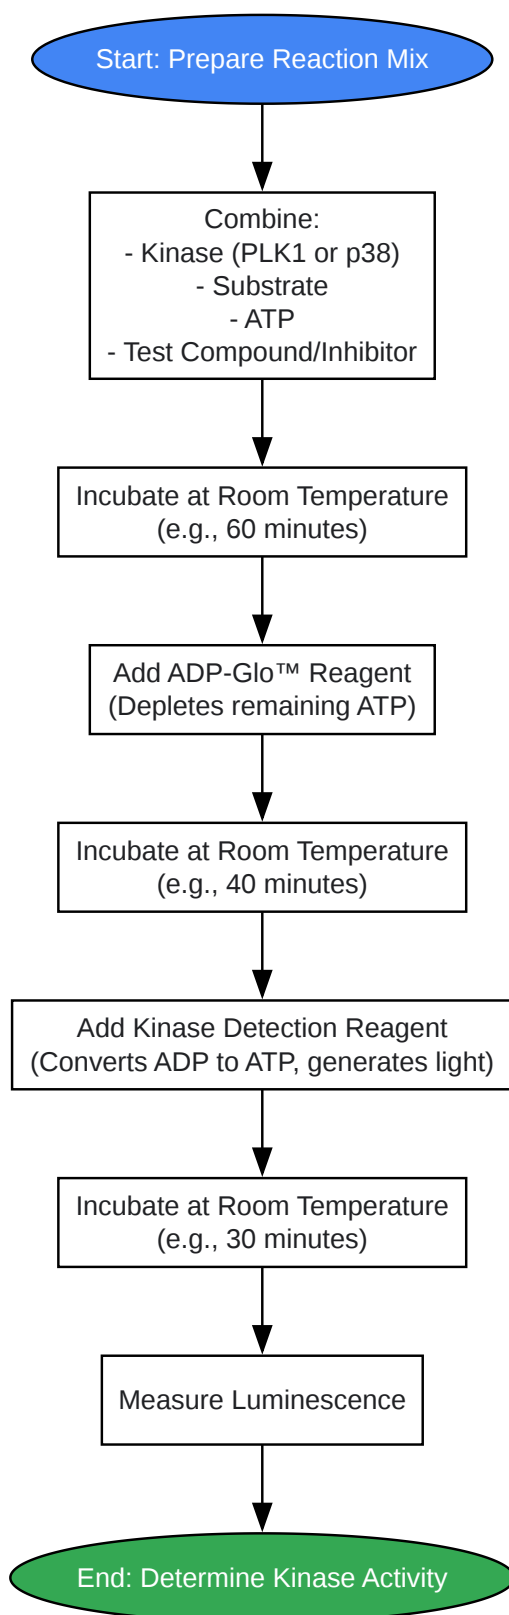 Start: Prepare Reaction Mix
Combine:
- Kinase (PLK1 or p38)
- Substrate
- ATP
- Test Compound/Inhibitor
Incubate at Room Temperature
(e.g., 60 minutes)
Add ADP-Glo™ Reagent
(Depletes remaining ATP)
Incubate at Room Temperature
(e.g., 40 minutes)
Add Kinase Detection Reagent
(Converts ADP to ATP, generates light)
Incubate at Room Temperature
(e.g., 30 minutes)
Measure Luminescence
End: Determine Kinase Activity